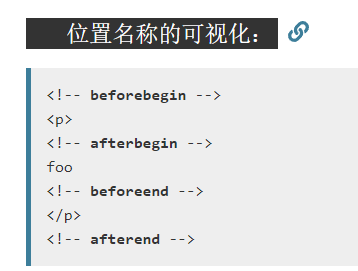 位置名称的可视化：
<!-- beforebegin -->
<p>
<!-- afterbegin -->
foo
<!-- beforeend -->
</p>
<!-- afterend -->